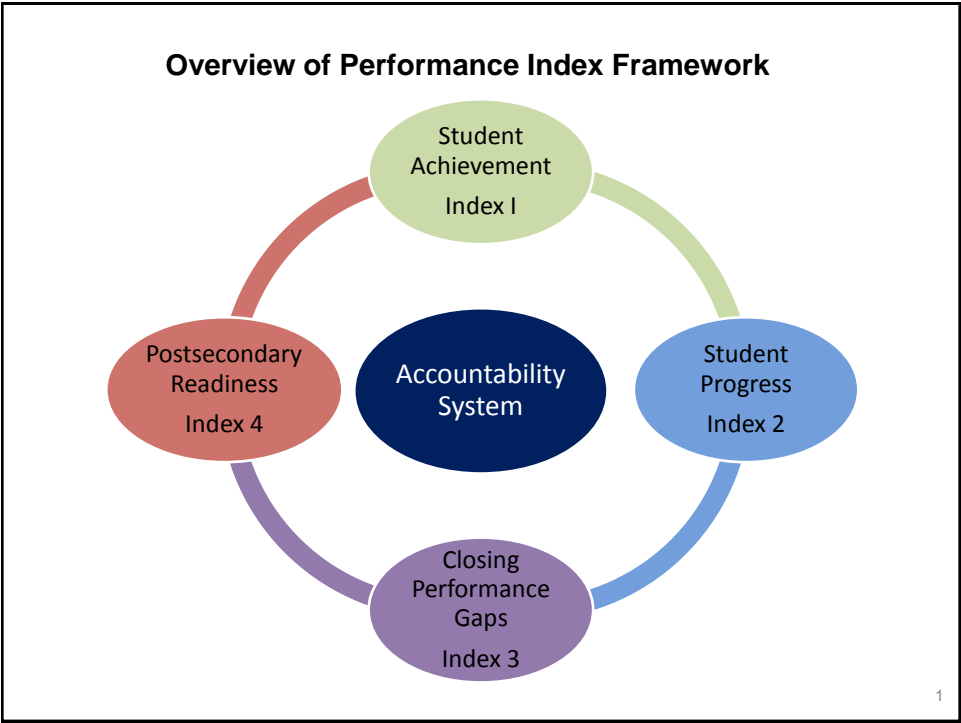 Overview of Performance Index Framework
Student
Achievement
Index I
Postsecondary
Readiness
Index 4
Accountability
System
Student
Progress
Index 2
Closing
Performance
Gaps
Index 3
1